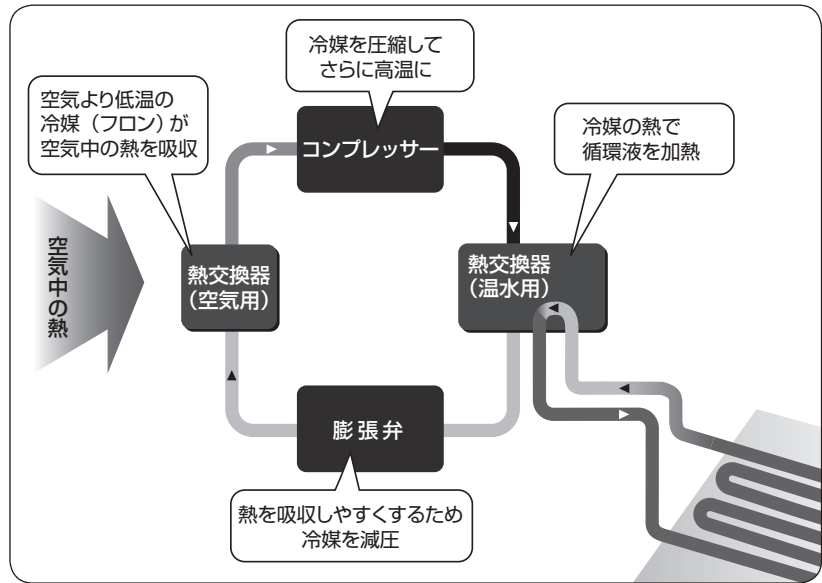 冷媒を圧縮して
さらに高温に
空気より低温の
冷媒（フロン）が
空気中の熱を吸収
コンプレッサー
冷媒の熱で
循環液を加熱
空気中の熱
熱交換器
（空気用）
熱交換器
（温水用）
膨張弁
熱を吸収しやすくするため
冷媒を減圧